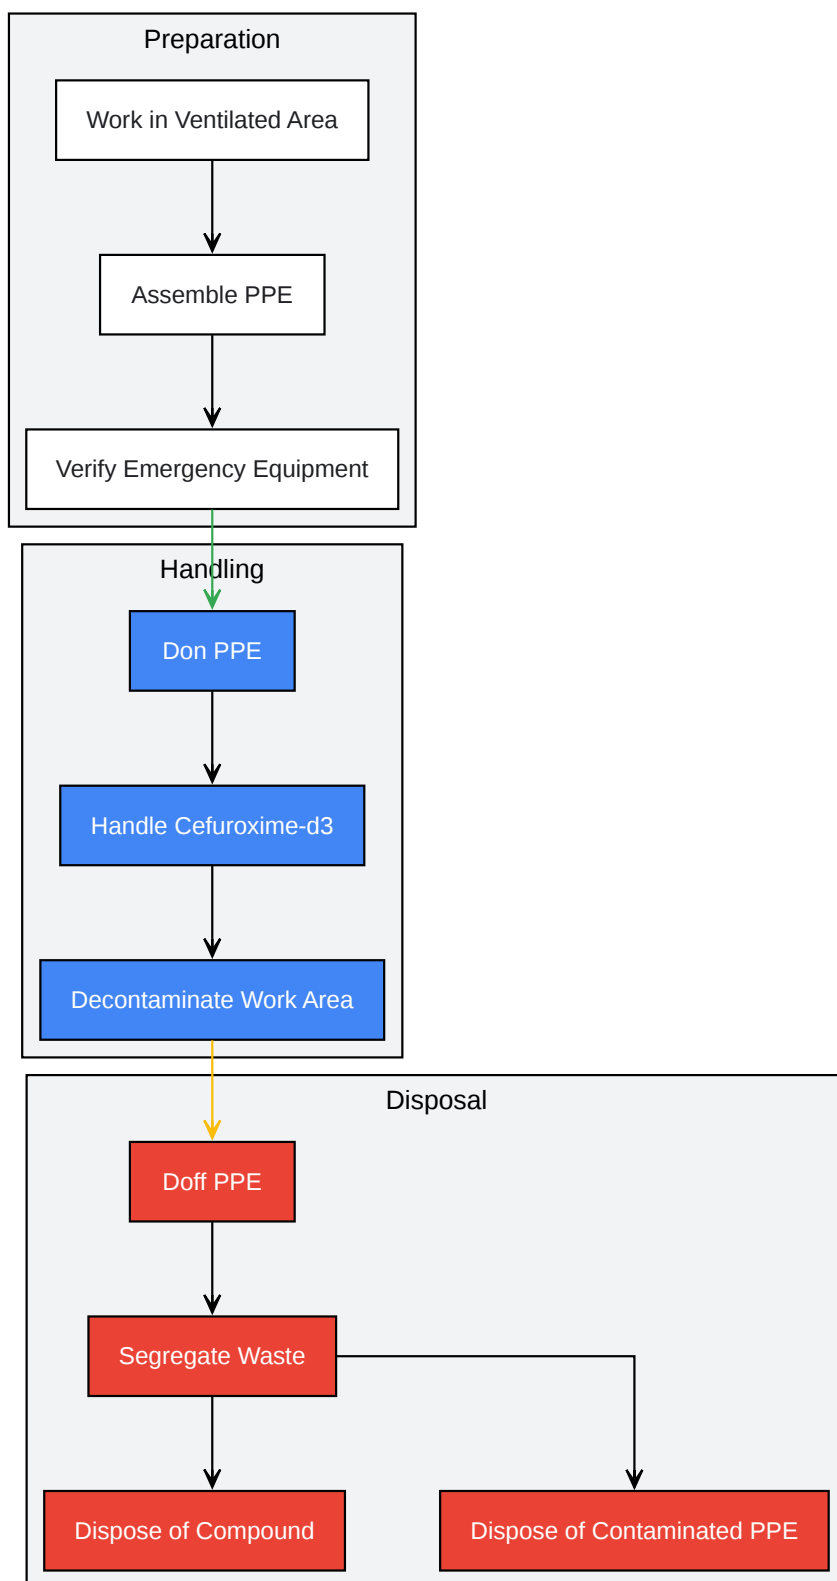 Preparation
Work in Ventilated Area
Assemble PPE
Verify Emergency Equipment
Handling
Don PPE
Handle Cefuroxime-d3
Decontaminate Work Area
Disposal
Doff PPE
Segregate Waste
Dispose of Compound
Dispose of Contaminated PPE